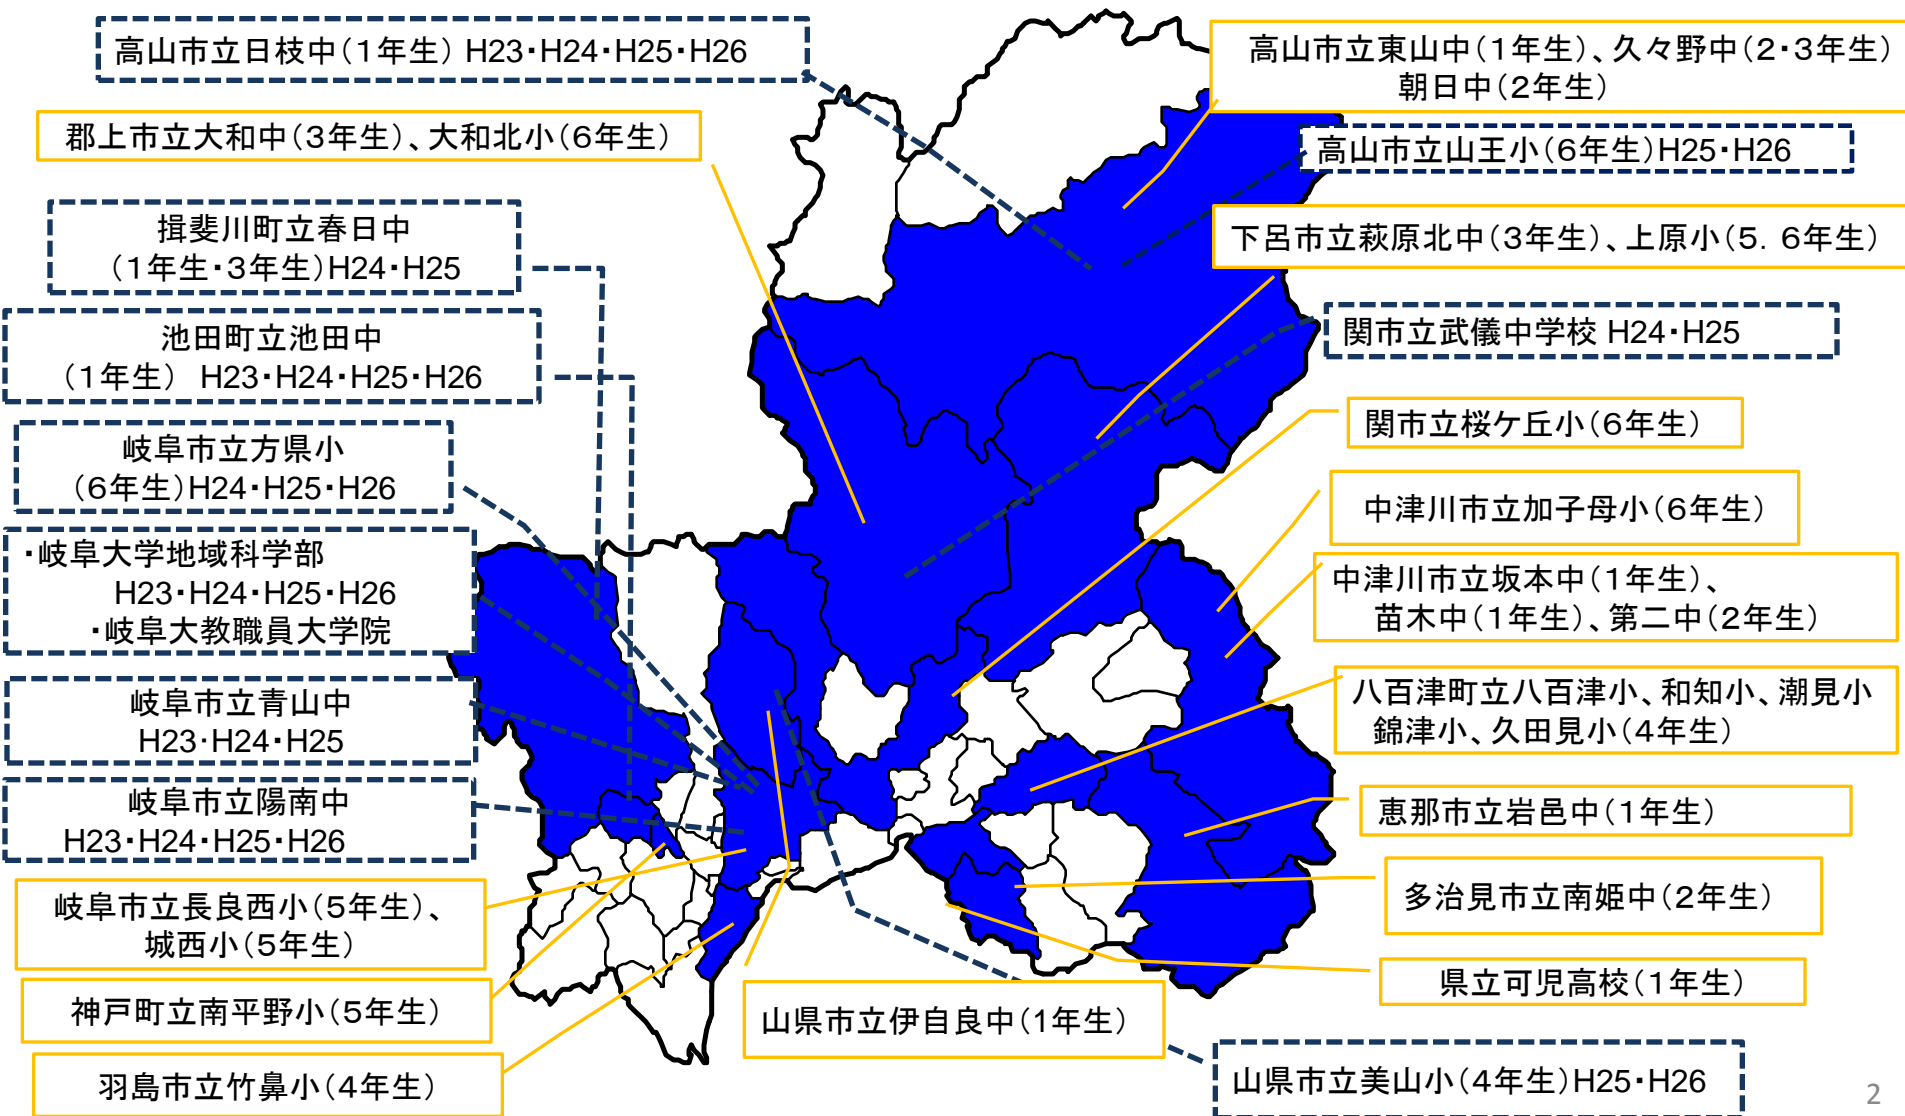 高山市立日枝中（1年生） H23・H24・H25・H26
高山市立東山中（1年生）、久々野中（2・3年生）
朝日中（2年生）
郡上市立大和中（3年生）、大和北小（6年生）
高山市立山王小（6年生）H25・H26
揖斐川町立春日中
（1年生・3年生）H24・H25
下呂市立萩原北中（3年生）、上原小（5．6年生）
池田町立池田中
（1年生） H23・H24・H25・H26
関市立武儀中学校 H24・H25
岐阜市立方県小
（6年生）H24・H25・H26
関市立桜ケ丘小（6年生）
中津川市立加子母小（6年生）
・岐阜大学地域科学部
H23・H24・H25・H26
・岐阜大教職員大学院
中津川市立坂本中（1年生）、
苗木中（1年生）、第二中（2年生）
岐阜市立青山中
H23・H24・H25
八百津町立八百津小、和知小、潮見小
錦津小、久田見小（4年生）
岐阜市立陽南中
H23・H24・H25・H26
恵那市立岩邑中（1年生）
岐阜市立長良西小（5年生）、
城西小（5年生）
多治見市立南姫中（2年生）
県立可児高校（1年生）
神戸町立南平野小（5年生）
山県市立伊自良中（1年生）
羽島市立竹鼻小（4年生）
山県市立美山小（4年生）H25・H26
2